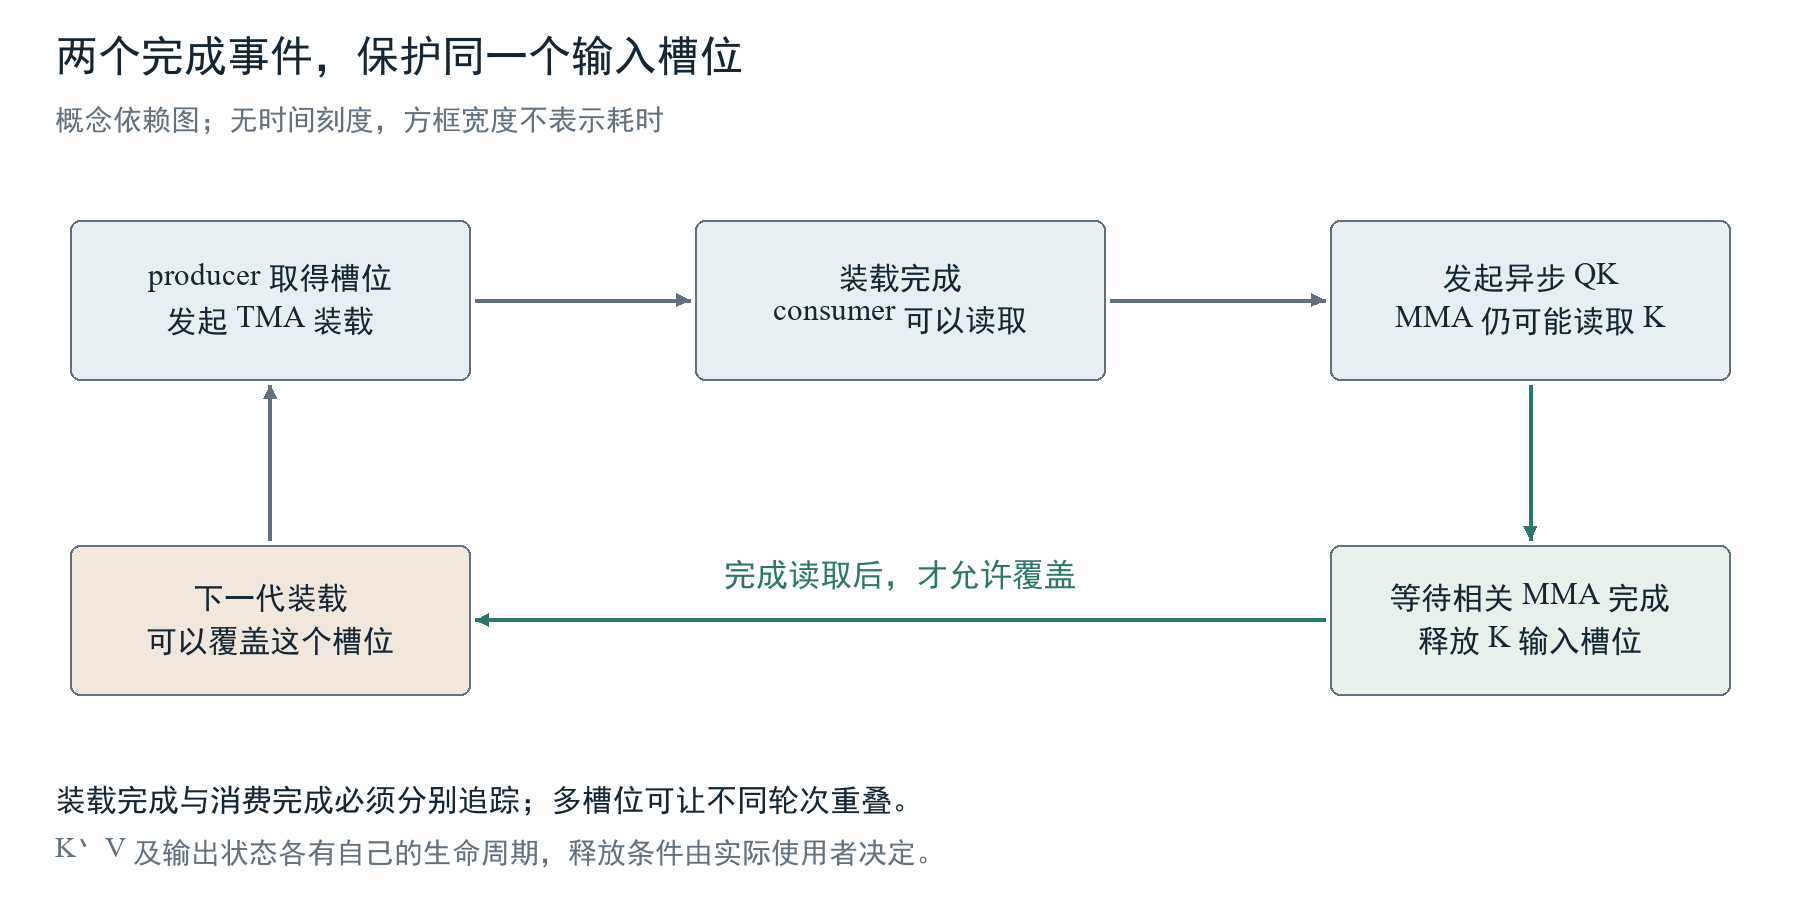 两个完成事件，保护同一个输入槽位
概念依赖图；无时间刻度，方框宽度不表示耗时
producer 取得槽位
发起 TMA 装载
装载完成
consumer 可以读取
发起异步 QK
MMA 仍可能读取 K
下一代装载
可以覆盖这个槽位
完成读取后，才允许覆盖
等待相关 MMA 完成
释放 K 输入槽位
装载完成与消费完成必须分别追踪；多槽位可让不同轮次重叠。
K、V 及输出状态各有自己的生命周期，释放条件由实际使用者决定。